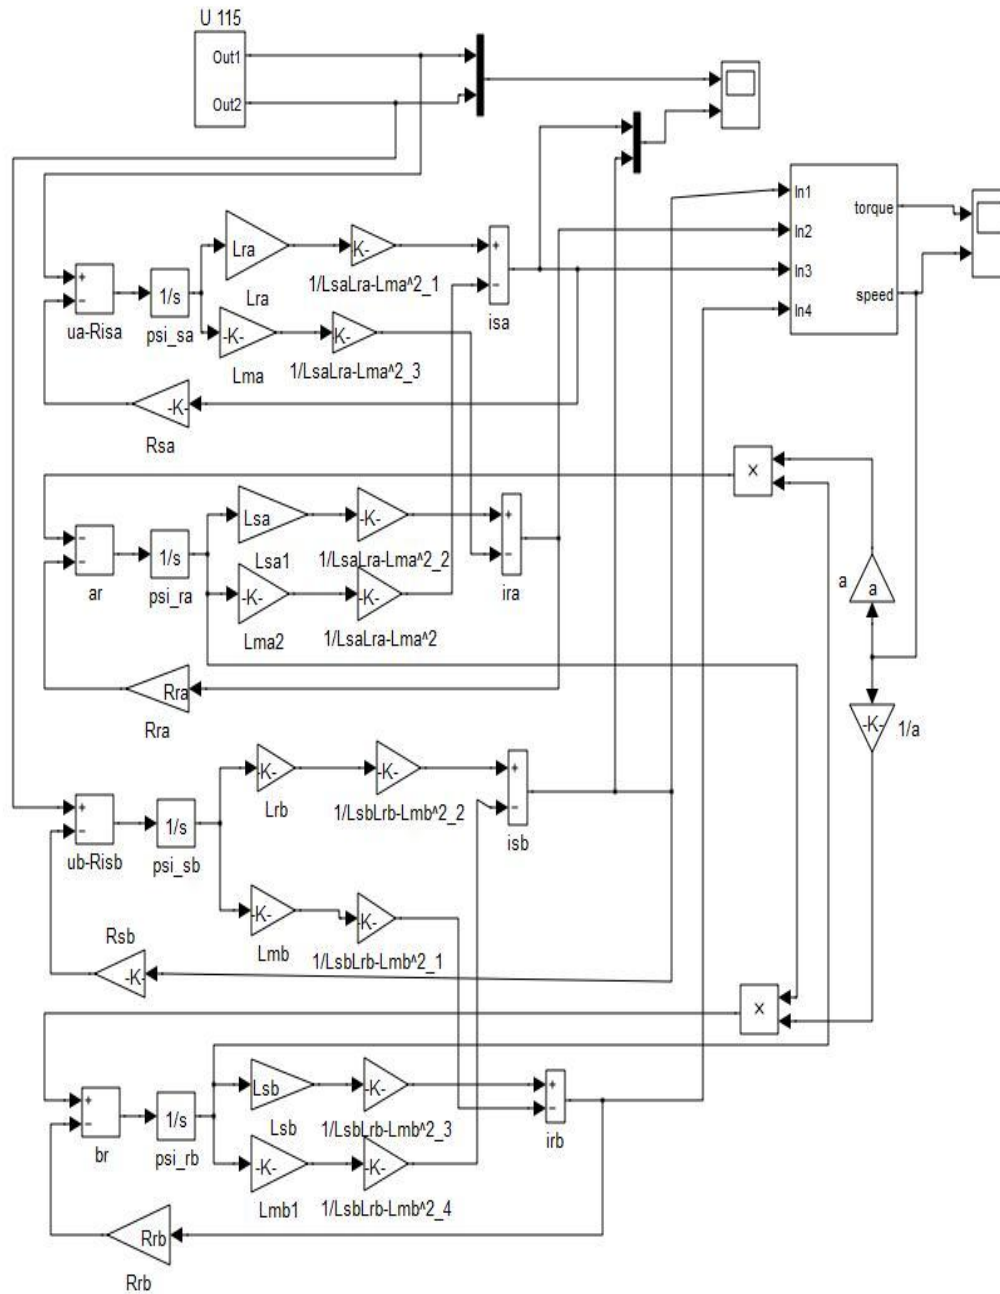 U 115
Out1
Out2
In1
torque
In2
In3
speed
In4
+
−
ua-Risa
1/s
psi_sa
Lra
Lra
K-
1/LsaLra-Lma^2_1
+
−
isa
-K-
Lma
K-
1/LsaLra-Lma^2_3
-K-
Rsa
×
−
−
ar
1/s
psi_ra
Lsa
Lsa1
-K-
1/LsaLra-Lma^2_2
+
−
ira
-K-
Lma2
-K-
1/LsaLra-Lma^2
a
a
Rra
Rra
-K-
1/a
+
−
ub-Risb
1/s
psi_sb
-K-
Lrb
-K-
1/LsbLrb-Lmb^2_2
+
−
isb
-K-
Lmb
-K-
1/LsbLrb-Lmb^2_1
Rsb
-K-
×
+
−
br
1/s
psi_rb
Lsb
Lsb
-K-
1/LsbLrb-Lmb^2_3
+
−
irb
-K-
Lmb1
-K-
1/LsbLrb-Lmb^2_4
Rrb
Rrb